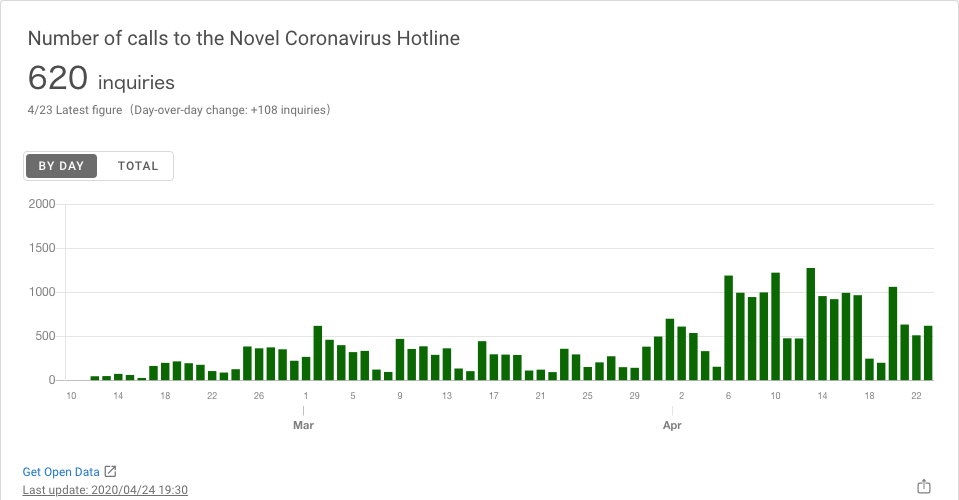 Number of calls to the Novel Coronavirus Hotline
620 inquiries
4/23 Latest figure（Day-over-day change: +108 inquiries）
BY DAY TOTAL
2000
1500
1000
500
0
10 14 18 22 26 1 5 9 13 17 21 25 29 2 6 10 14 18 22
Mar Apr
Get Open Data
Last update: 2020/04/24 19:30